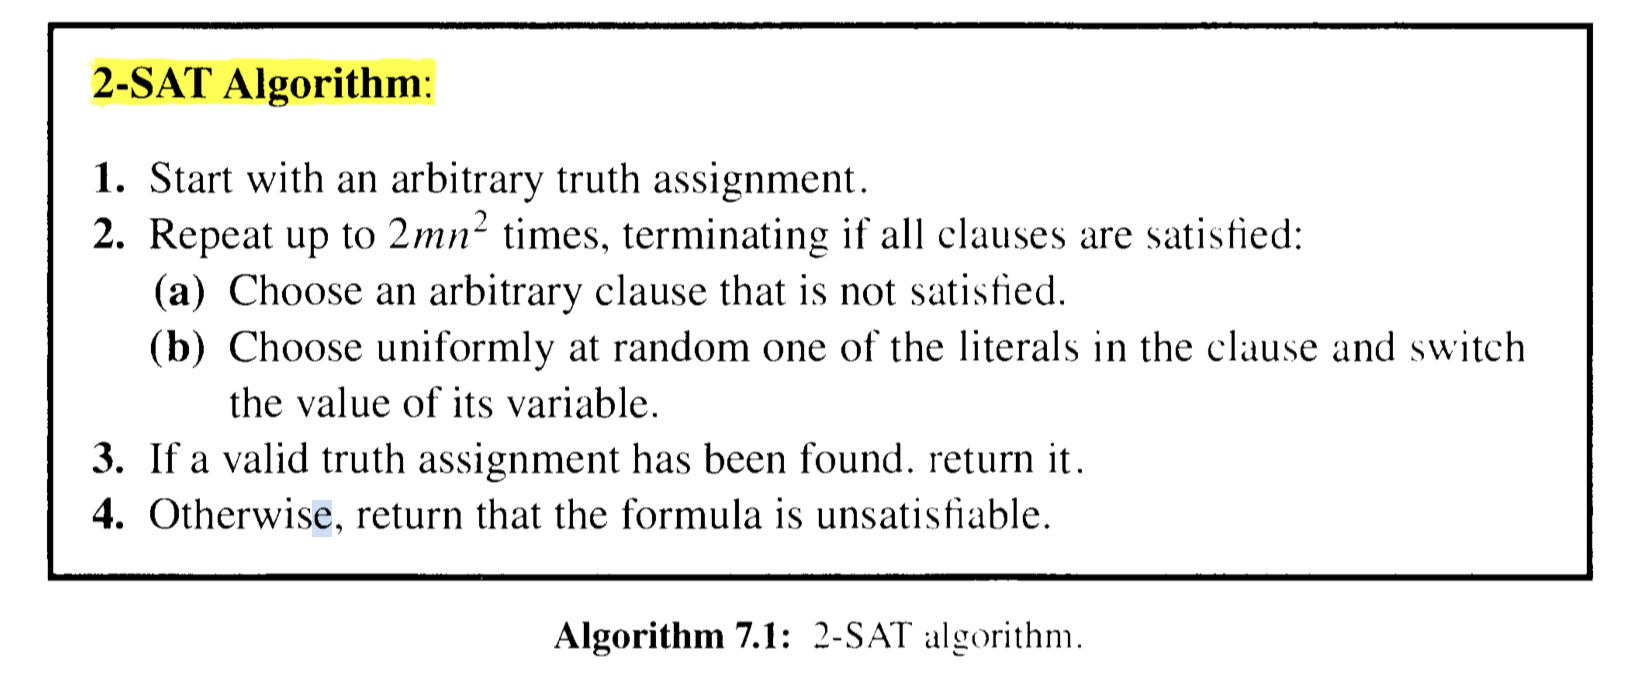 2-SAT Algorithm:
1. Start with an arbitrary truth assignment.
2. Repeat up to 2mn² times, terminating if all clauses are satisfied:
(a) Choose an arbitrary clause that is not satisfied.
(b) Choose uniformly at random one of the literals in the clause and switch
the value of its variable.
3. If a valid truth assignment has been found. return it.
4. Otherwise, return that the formula is unsatisfiable.
Algorithm 7.1: 2-SAT algorithm.